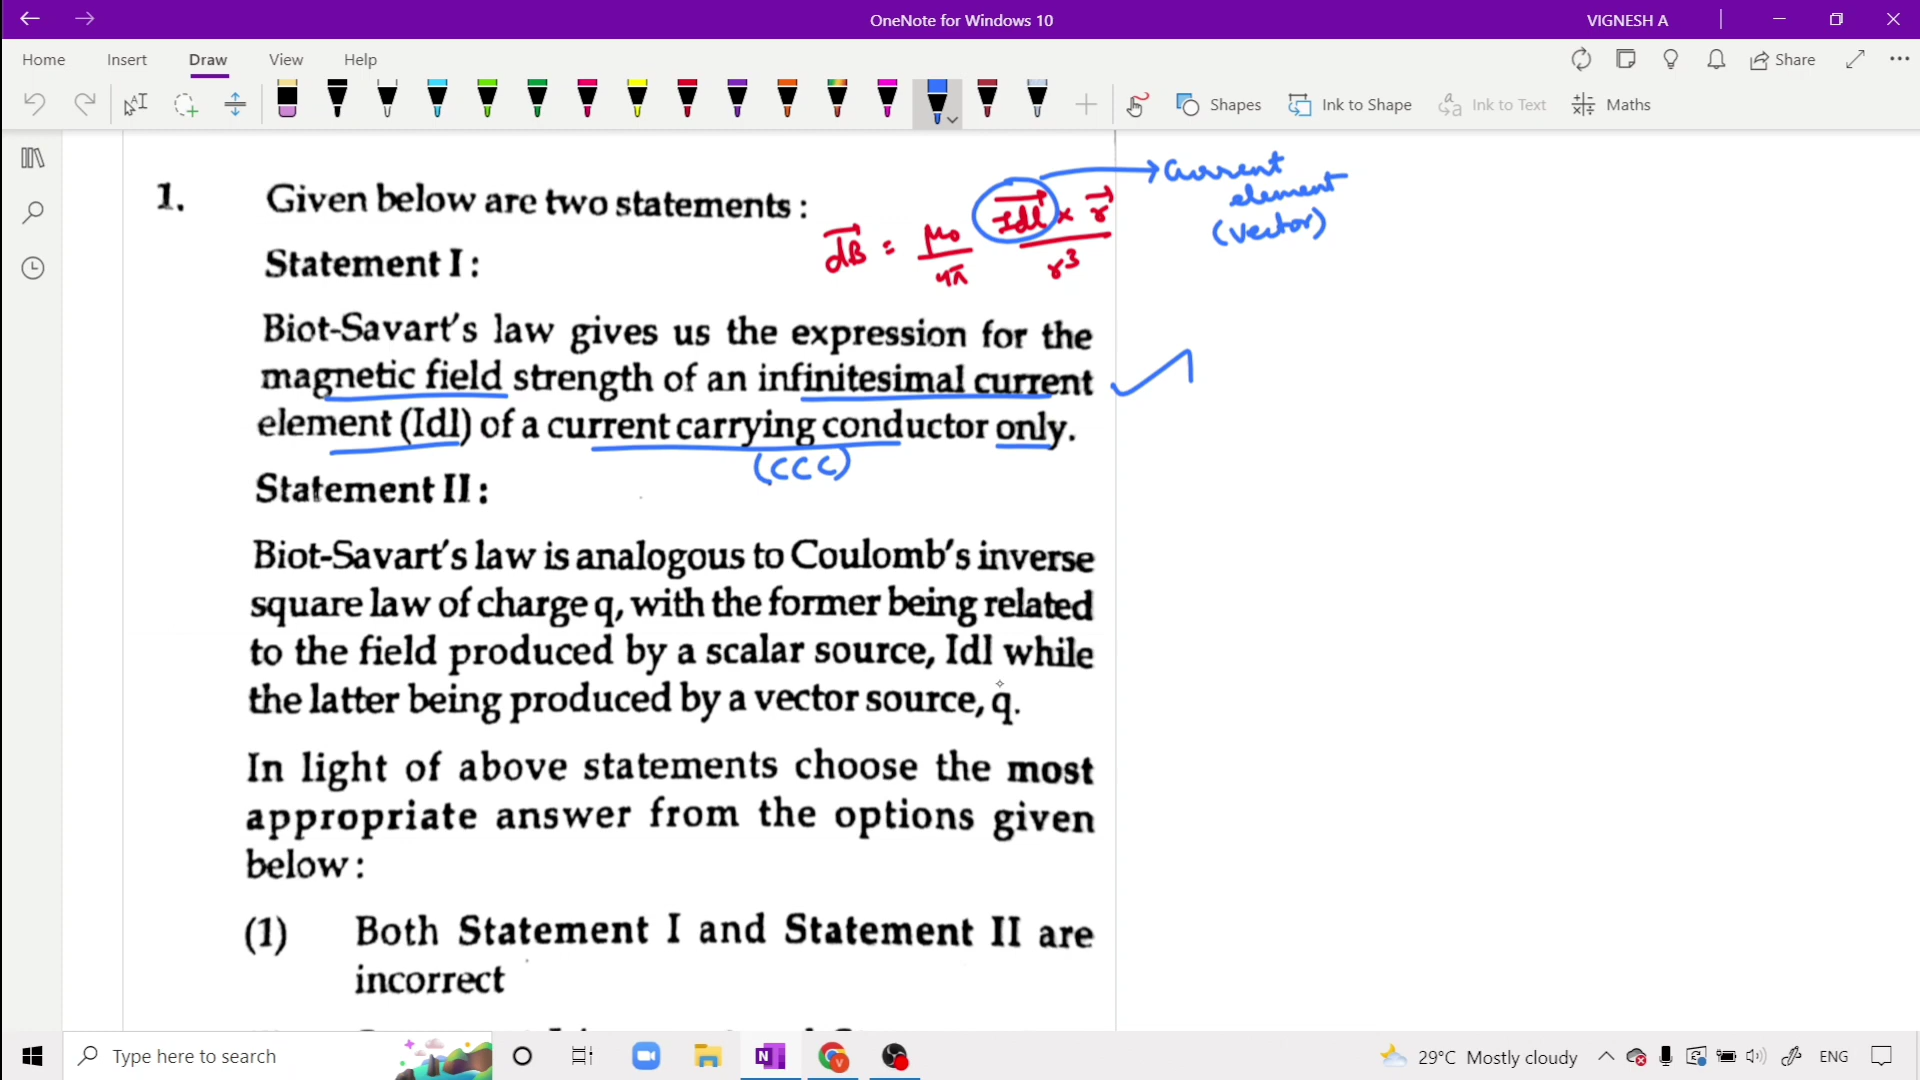 OneNote for Windows 10
VIGNESH A
Home Insert Draw View Help
Share
Shapes Ink to Shape Ink to Text Maths
1. Given below are two statements :
dB = μ0/4π Idl × r / r³
Current
element
(vector)
Statement I :
Biot-Savart's law gives us the expression for the
magnetic field strength of an infinitesimal current
element (Idl) of a current carrying conductor only.
(CCC)
Statement II :
Biot-Savart's law is analogous to Coulomb's inverse
square law of charge q, with the former being related
to the field produced by a scalar source, Idl while
the latter being produced by a vector source, q.
In light of above statements choose the most
appropriate answer from the options given
below :
(1) Both Statement I and Statement II are
incorrect
Type here to search
29°C Mostly cloudy
ENG